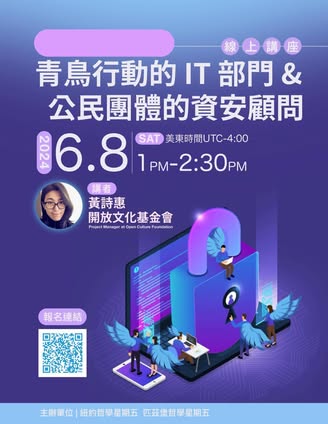 線上講座
青鳥行動的 IT 部門 &
公民團體的資安顧問
2024
6.8
SAT 美東時間UTC-4:00
1 PM-2:30PM
講者
黃詩惠
開放文化基金會
Project Manager at Open Culture Foundation
報名連結
主辦單位 | 紐約哲學星期五 匹茲堡哲學星期五